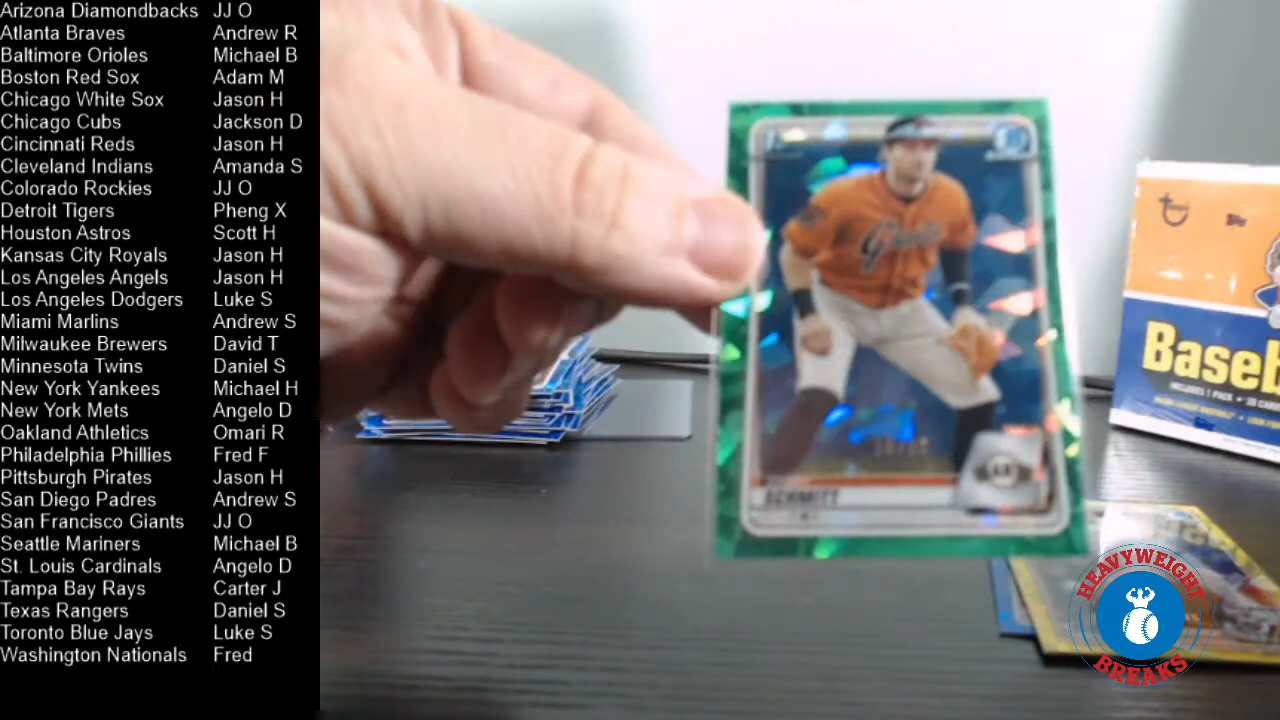 Arizona Diamondbacks JJ O
Atlanta Braves Andrew R
Baltimore Orioles Michael B
Boston Red Sox Adam M
Chicago White Sox Jason H
Chicago Cubs Jackson D
Cincinnati Reds Jason H
Cleveland Indians Amanda S
Colorado Rockies JJ O
Detroit Tigers Pheng X
Houston Astros Scott H
Kansas City Royals Jason H
Los Angeles Angels Jason H
Los Angeles Dodgers Luke S
Miami Marlins Andrew S
Milwaukee Brewers David T
Minnesota Twins Daniel S
New York Yankees Michael H
New York Mets Angelo D
Oakland Athletics Omari R
Philadelphia Phillies Fred F
Pittsburgh Pirates Jason H
San Diego Padres Andrew S
San Francisco Giants JJ O
Seattle Mariners Michael B
St. Louis Cardinals Angelo D
Tampa Bay Rays Carter J
Texas Rangers Daniel S
Toronto Blue Jays Luke S
Washington Nationals Fred
Giants
SCHMITT
Topps
Baseb
INCLUDES 1 PACK
HEAVYWEIGHT
BREAKS